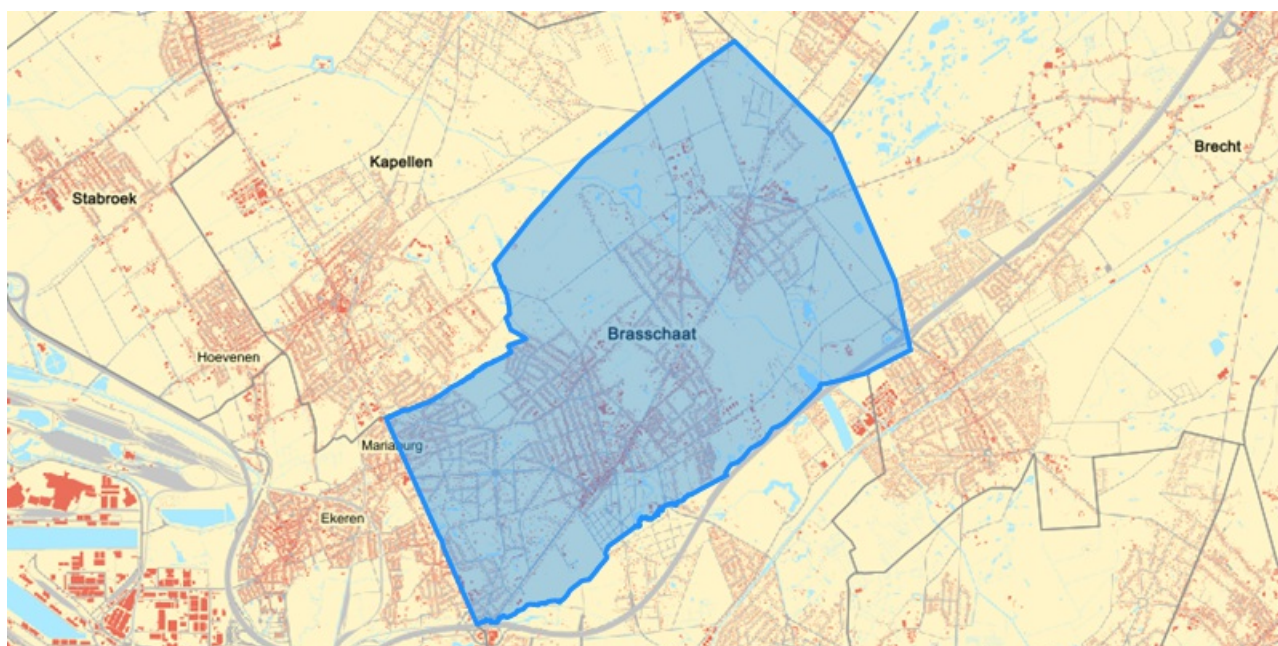 Brecht
Kapellen
Stabroek
Brasschaat
Hoevenen
Mariaburg
Ekeren